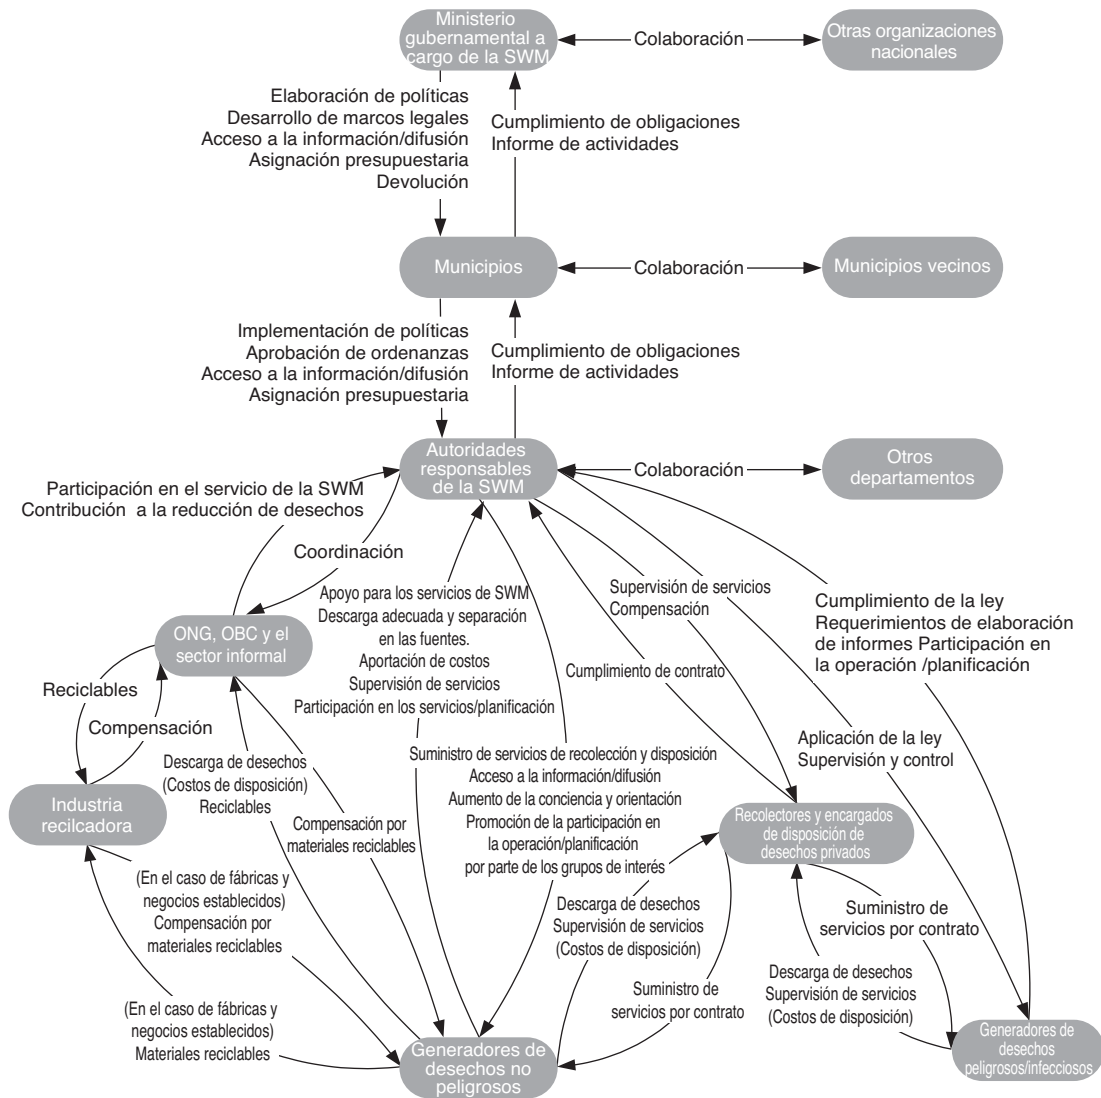 Ministerio
gubernamental a
cargo de la SWM
Colaboración
Otras organizaciones
nacionales
Elaboración de políticas
Desarrollo de marcos legales
Acceso a la información/difusión
Asignación presupuestaria
Devolución
Cumplimiento de obligaciones
Informe de actividades
Municipios
Colaboración
Municipios vecinos
Implementación de políticas
Aprobación de ordenanzas
Acceso a la información/difusión
Asignación presupuestaria
Cumplimiento de obligaciones
Informe de actividades
Autoridades
responsables
de la SWM
Colaboración
Otros
departamentos
Participación en el servicio de la SWM
Contribución a la reducción de desechos
Coordinación
Apoyo para los servicios de SWM
Descarga adecuada y separación
en las fuentes.
Aportación de costos
Supervisión de servicios
Participación en los servicios/planificación
Supervisión de servicios
Compensación
Cumplimiento de contrato
Cumplimiento de la ley
Requerimientos de elaboración
de informes Participación en
la operación /planificación
ONG, OBC y el
sector informal
Reciclables
Compensación
Descarga de desechos
(Costos de disposición)
Reciclables
Suministro de servicios de recolección y disposición
Acceso a la información/difusión
Aumento de la conciencia y orientación
Promoción de la participación en
la operación/planificación
por parte de los grupos de interés
Aplicación de la ley
Supervisión y control
Industria
recilcadora
Compensación por
materiales reciclables
Recolectores y encargados
de disposición de
desechos privados
(En el caso de fábricas y
negocios establecidos)
Compensación por
materiales reciclables
Descarga de desechos
Supervisión de servicios
(Costos de disposición)
Suministro de
servicios por contrato
Descarga de desechos
Supervisión de servicios
(Costos de disposición)
Suministro de
servicios por contrato
(En el caso de fábricas y
negocios establecidos)
Materiales reciclables
Generadores de
desechos no
peligrosos
Generadores de
desechos
peligrosos/infecciosos